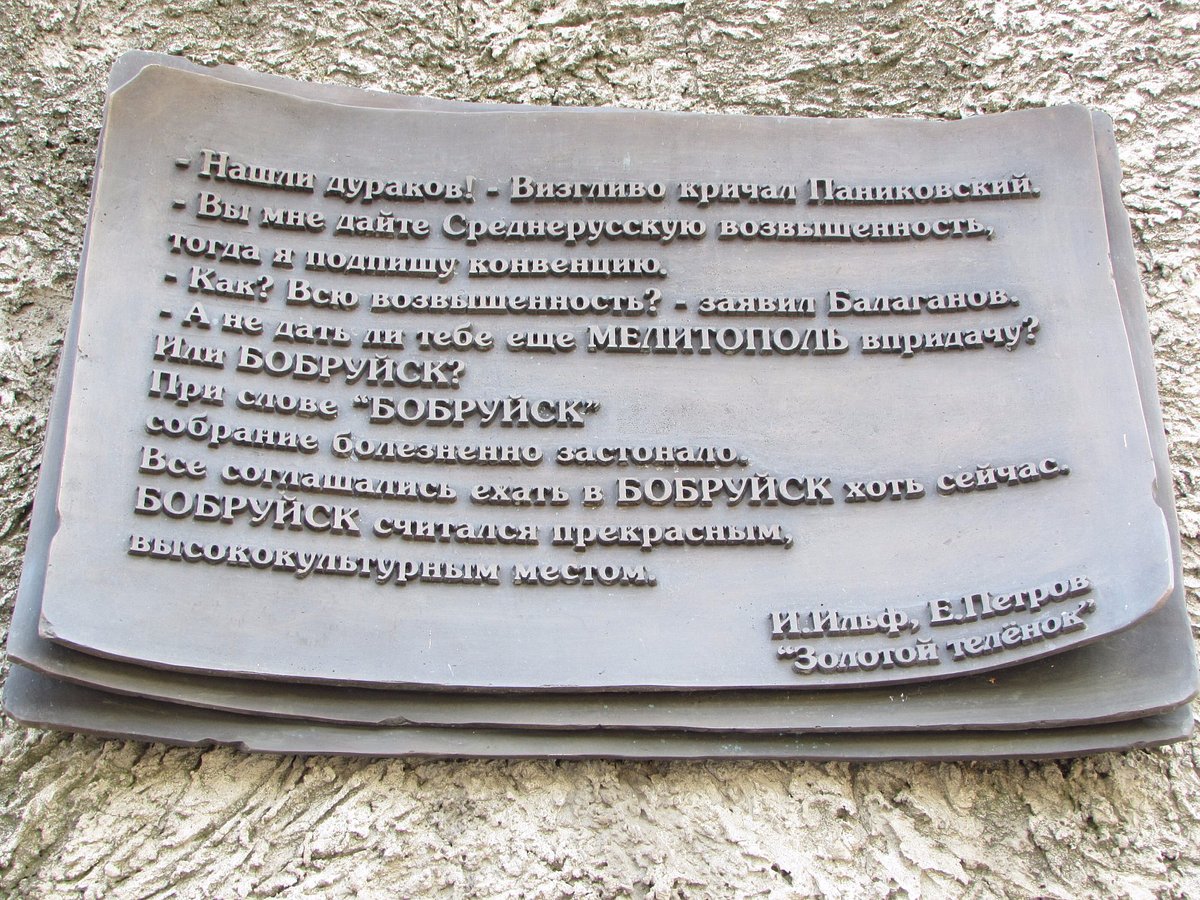 - Нашли дураков! - Визгливо кричал Паниковский.
- Вы мне дайте Среднерусскую возвышенность,
тогда я подпишу конвенцию.
- Как? Всю возвышенность? - заявил Балаганов.
- А не дать ли тебе еще МЕЛИТОПОЛЬ впридачу?
Или БОБРУЙСК?
При слове “БОБРУЙСК”
собрание болезненно застонало.
Все соглашались ехать в БОБРУЙСК хоть сейчас.
БОБРУЙСК считался прекрасным,
высококультурным местом.
И.Ильф, Е.Петров
“Золотой телёнок”